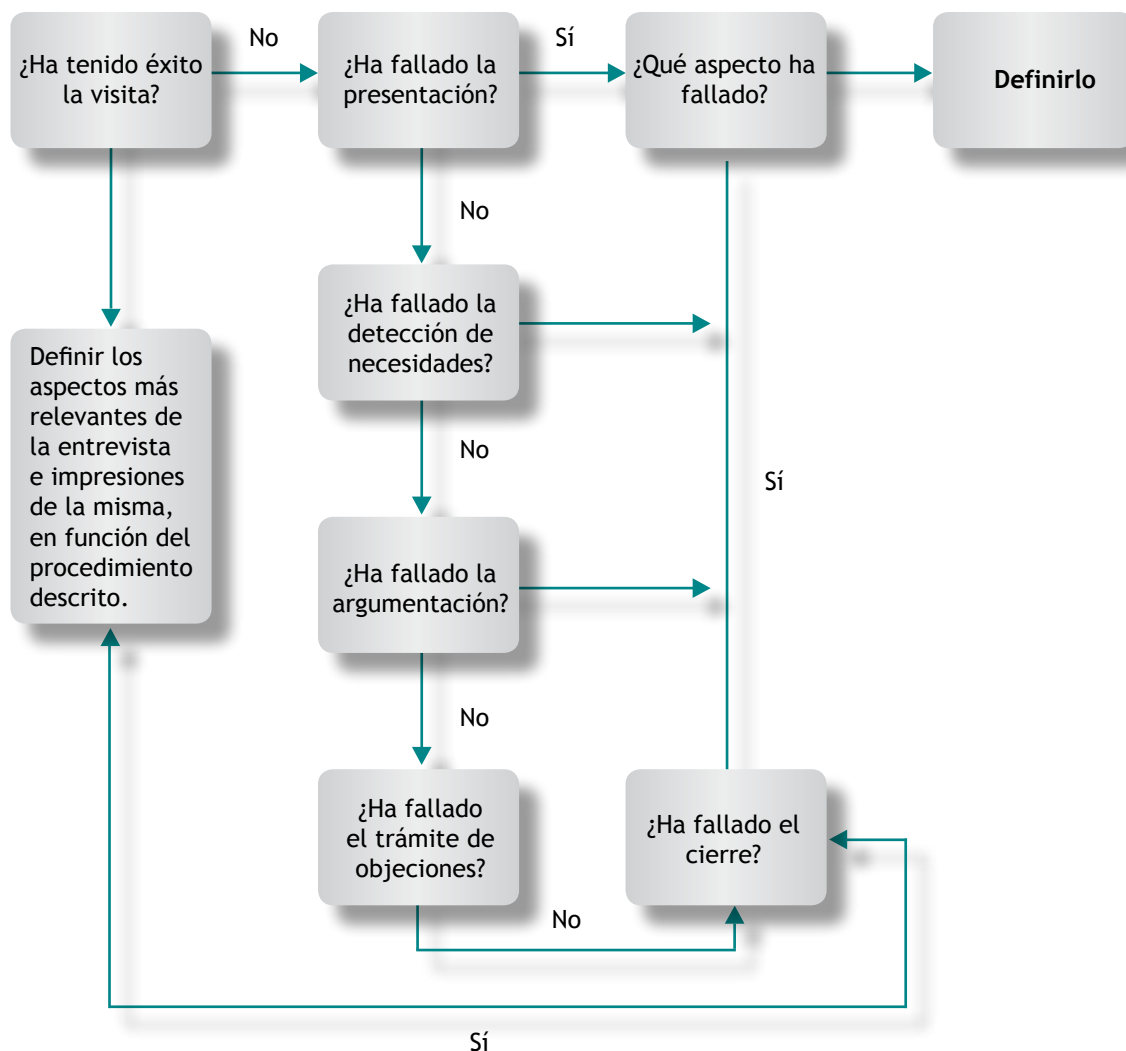 No
Sí
¿Ha tenido éxito
la visita?
¿Ha fallado la
presentación?
¿Qué aspecto ha
fallado?
Definirlo
No
¿Ha fallado la
detección de
necesidades?
Definir los
aspectos más
relevantes de
la entrevista
e impresiones
de la misma,
en función del
procedimiento
descrito.
No
Sí
¿Ha fallado la
argumentación?
No
¿Ha fallado
el trámite de
objeciones?
¿Ha fallado el
cierre?
No
Sí